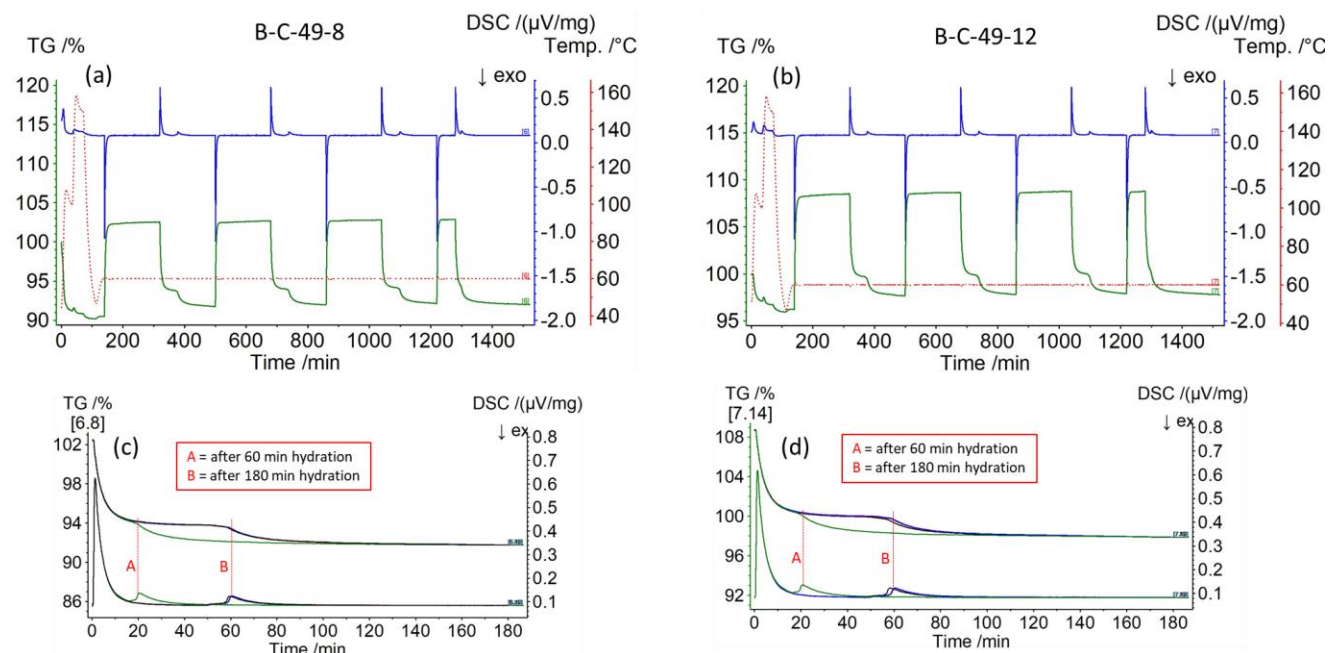 B-C-49-8
TG /%
DSC /(µV/mg)
Temp. /°C
(a)
↓ exo
120
115
110
105
100
95
90
0.5
0.0
-0.5
-1.0
-1.5
-2.0
160
140
120
100
80
60
40
[6]
[6]
[6]
0 200 400 600 800 1000 1200 1400
Time /min
B-C-49-12
TG /%
DSC /(µV/mg)
Temp. /°C
(b)
↓ exo
120
115
110
105
100
95
0.5
0.0
-0.5
-1.0
-1.5
-2.0
160
140
120
100
80
60
40
[7]
[7]
[7]
0 200 400 600 800 1000 1200 1400
Time /min
TG /%
[6.8]
DSC /(µV/mg)
↓ ex
(c)
A = after 60 min hydration
B = after 180 min hydration
102
98
94
90
86
0.8
0.7
0.6
0.5
0.4
0.3
0.2
0.1
A
B
0 20 40 60 80 100 120 140 160 180
Time /min
TG /%
[7.14]
DSC /(µV/mg)
↓ ex
(d)
A = after 60 min hydration
B = after 180 min hydration
108
104
100
96
92
0.8
0.7
0.6
0.5
0.4
0.3
0.2
0.1
A
B
0 20 40 60 80 100 120 140 160 180
Time /min